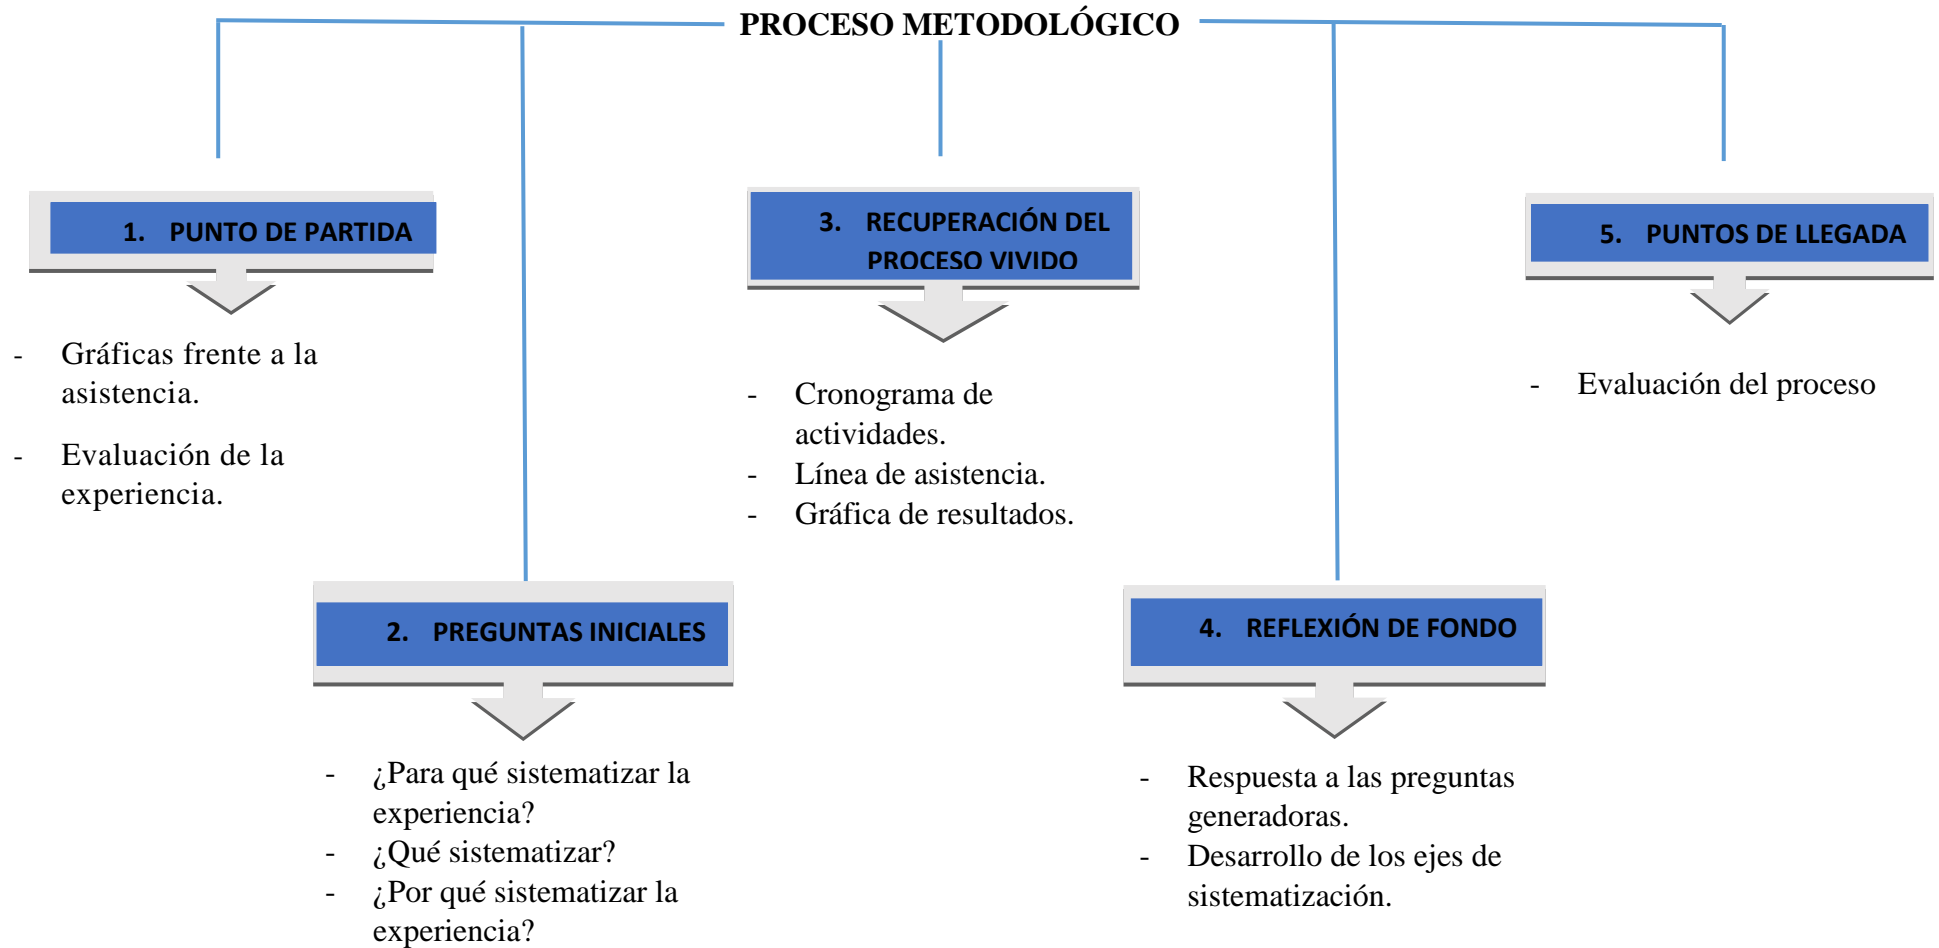 PROCESO METODOLÓGICO
1. PUNTO DE PARTIDA
- Gráficas frente a la
asistencia.
- Evaluación de la
experiencia.
2. PREGUNTAS INICIALES
- ¿Para qué sistematizar la
experiencia?
- ¿Qué sistematizar?
- ¿Por qué sistematizar la
experiencia?
3. RECUPERACIÓN DEL
PROCESO VIVIDO
- Cronograma de
actividades.
- Línea de asistencia.
- Gráfica de resultados.
4. REFLEXIÓN DE FONDO
- Respuesta a las preguntas
generadoras.
- Desarrollo de los ejes de
sistematización.
5. PUNTOS DE LLEGADA
- Evaluación del proceso